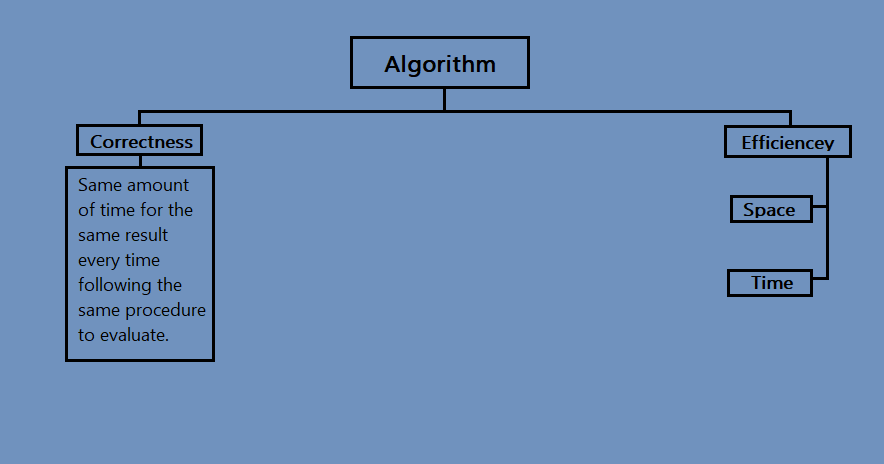 Algorithm
Correctness
Same amount
of time for the
same result
every time
following the
same procedure
to evaluate.
Efficiencey
Space
Time